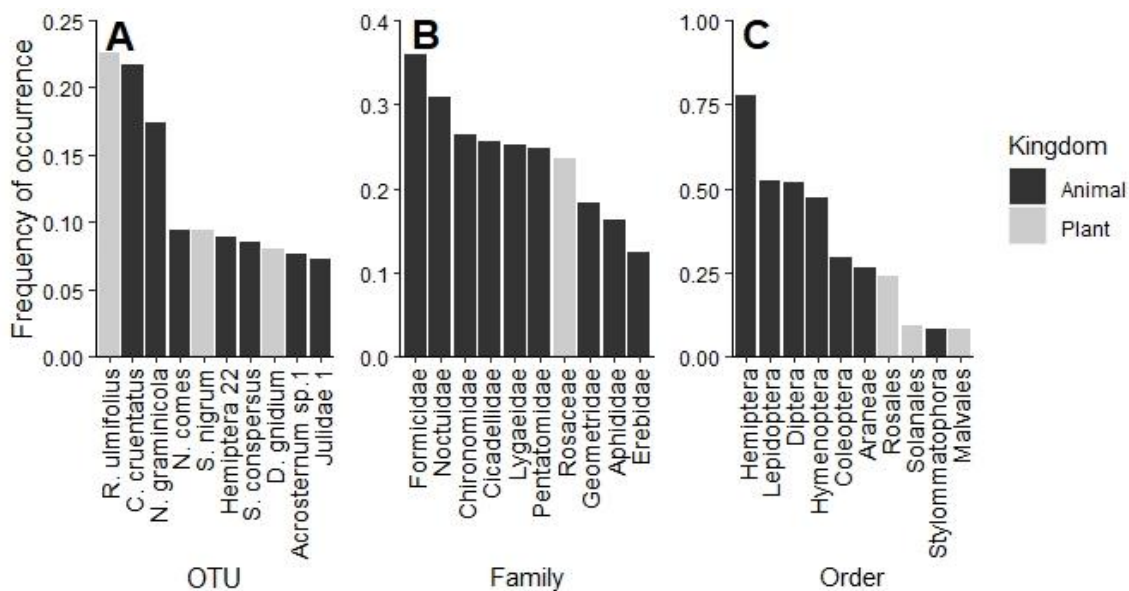 Frequency of occurrence
A
0.25
0.20
0.15
0.10
0.05
0.00
R. ulmifolius
C. cruentatus
N. graminicola
N. comes
S. nigrum
Hemiptera 22
S. conspersus
D. gnidium
Acrosternum sp.1
Julidae 1
OTU
B
0.4
0.3
0.2
0.1
0.0
Formicidae
Noctuidae
Chironomidae
Cicadellidae
Lygaeidae
Pentatomidae
Rosaceae
Geometridae
Aphididae
Erebidae
Family
C
1.00
0.75
0.50
0.25
0.00
Hemiptera
Lepidoptera
Diptera
Hymenoptera
Coleoptera
Araneae
Rosales
Solanales
Stylommatophora
Malvales
Order
Kingdom
Animal
Plant